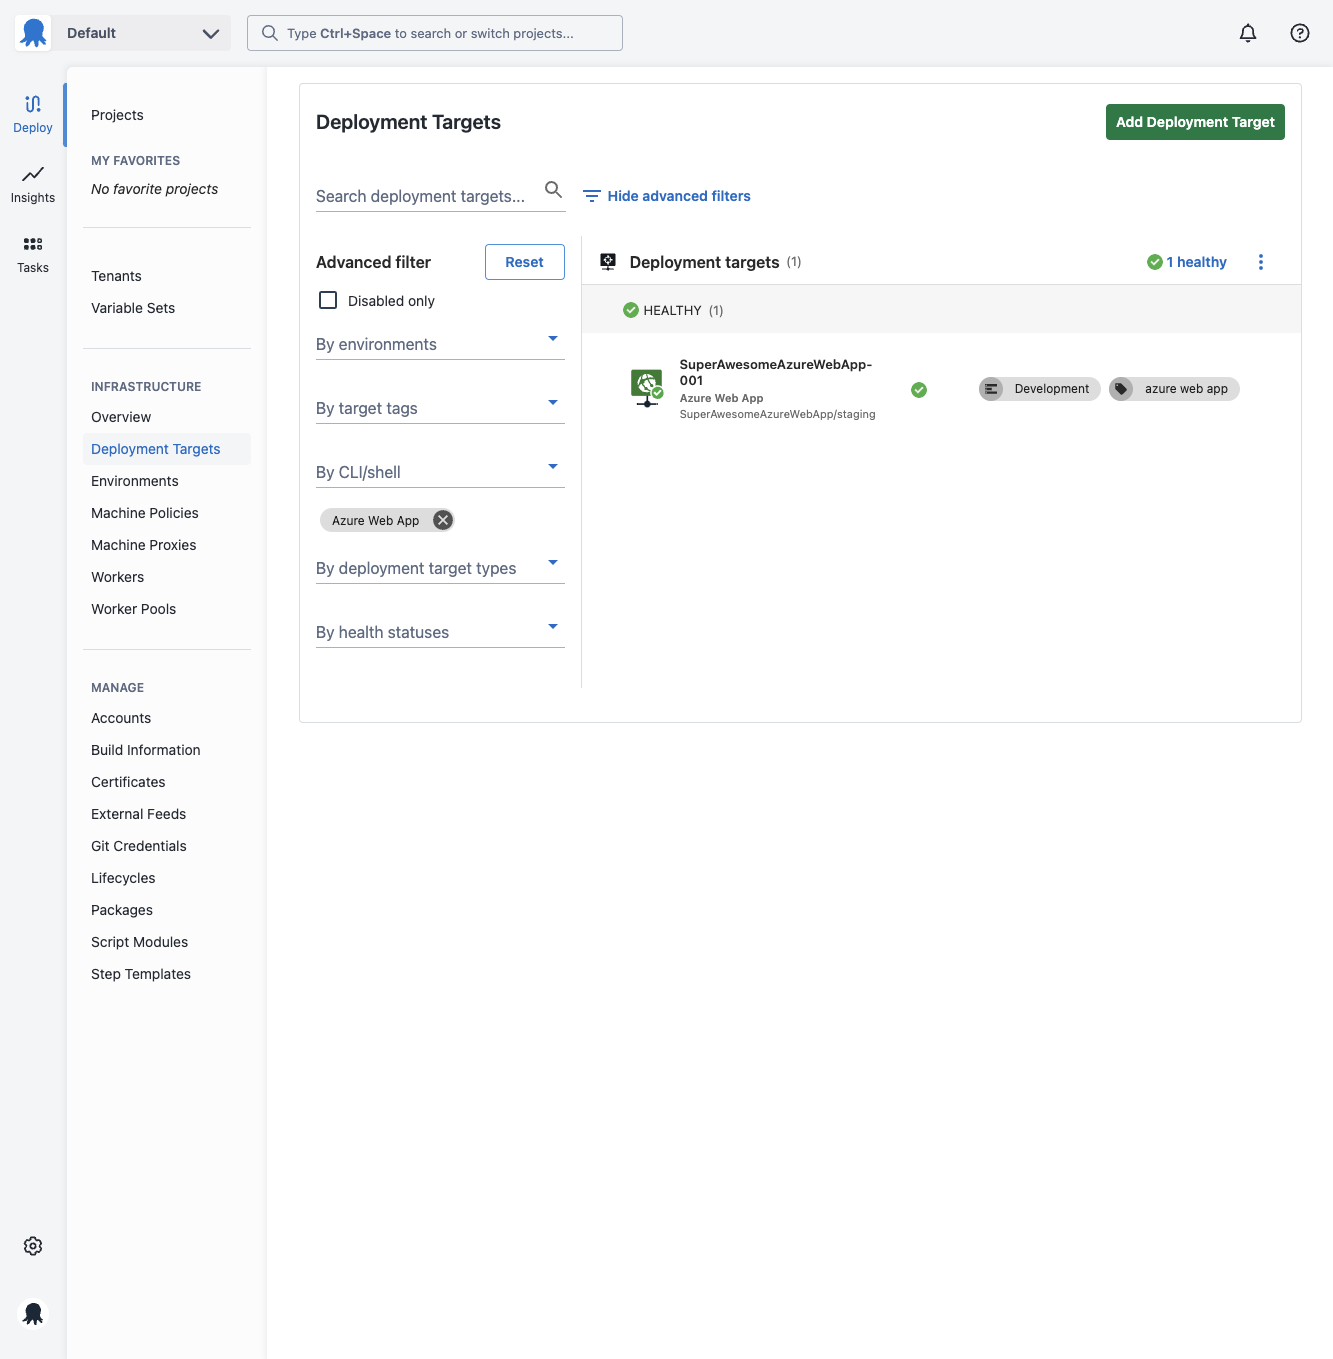 Default
Type Ctrl+Space to search or switch projects...
Deploy
Insights
Tasks
Projects
MY FAVORITES
No favorite projects
Tenants
Variable Sets
INFRASTRUCTURE
Overview
Deployment Targets
Environments
Machine Policies
Machine Proxies
Workers
Worker Pools
MANAGE
Accounts
Build Information
Certificates
External Feeds
Git Credentials
Lifecycles
Packages
Script Modules
Step Templates
Deployment Targets
Add Deployment Target
Search deployment targets...
Hide advanced filters
Advanced filter
Reset
Disabled only
By environments
By target tags
By CLI/shell
Azure Web App
By deployment target types
By health statuses
Deployment targets (1)
1 healthy
HEALTHY (1)
SuperAwesomeAzureWebApp-
001
Azure Web App
SuperAwesomeAzureWebApp/staging
Development
azure web app